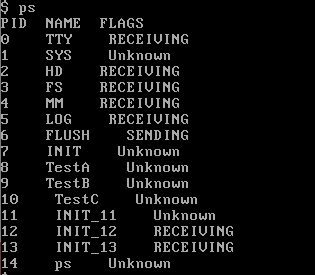 $ ps
PID  NAME  FLAGS
0    TTY   RECEIVING
1    SYS   Unknown
2    HD   RECEIVING
3    FS   RECEIVING
4    MM   RECEIVING
5    LOG   RECEIVING
6    FLUSH   SENDING
7    INIT   Unknown
8    TestA   Unknown
9    TestB   Unknown
10    TestC   Unknown
11    INIT_11   Unknown
12    INIT_12   RECEIVING
13    INIT_13   RECEIVING
14    ps   Unknown